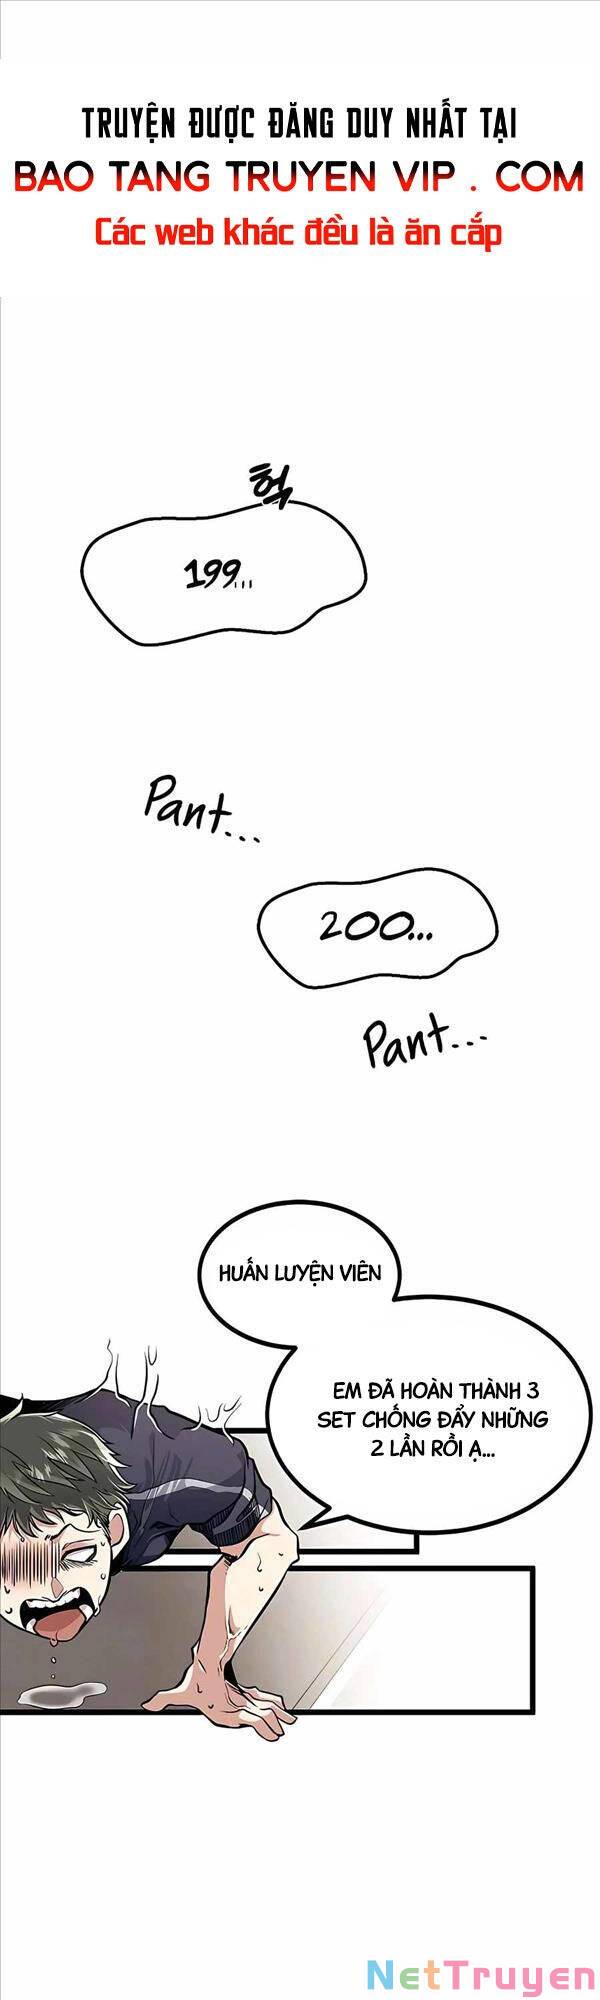 TRUYỆN ĐƯỢC ĐĂNG DUY NHẤT TẠI
BAO TANG TRUYEN VIP . COM
Các web khác đều là ăn cắp
헉
199...
Pant...
200...
Pant...
HUẤN LUYỆN VIÊN
EM ĐÃ HOÀN THÀNH 3
SET CHỐNG ĐẨY NHỮNG
2 LẦN RỒI Ạ...
NetTruyen